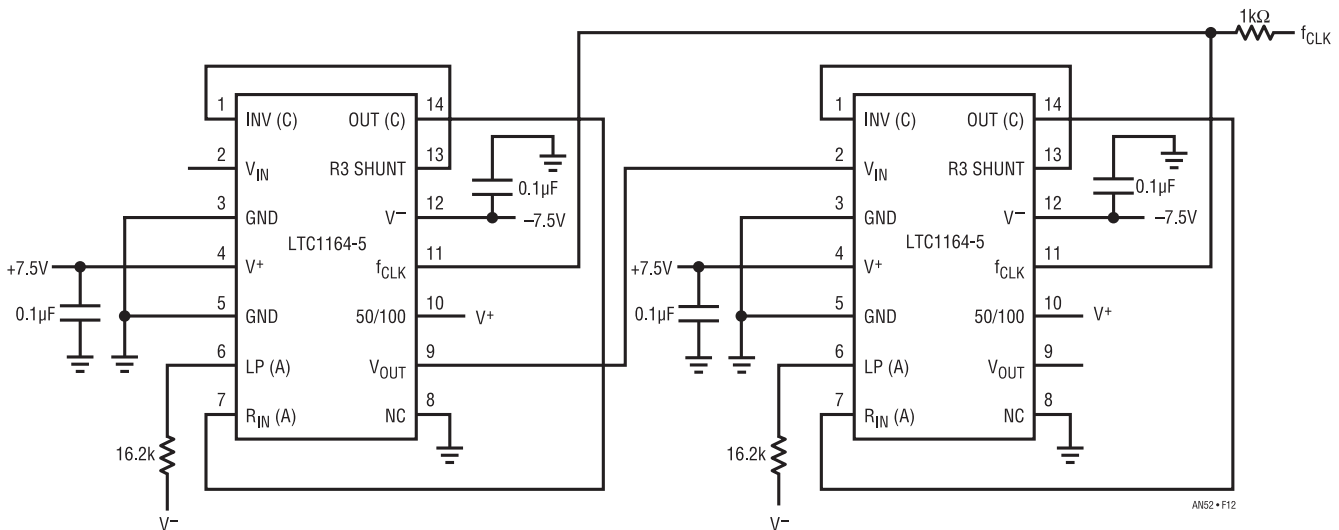 1kΩ
fCLK
1 INV (C) OUT (C) 14
2 VIN R3 SHUNT 13
0.1µF
3 GND V– 12
–7.5V
LTC1164-5
+7.5V
4 V+ fCLK 11
0.1µF
5 GND 50/100 10 V+
6 LP (A) VOUT 9
7 RIN (A) NC 8
16.2k
V–
1 INV (C) OUT (C) 14
2 VIN R3 SHUNT 13
0.1µF
3 GND V– 12
–7.5V
LTC1164-5
+7.5V
4 V+ fCLK 11
0.1µF
5 GND 50/100 10 V+
6 LP (A) VOUT 9
7 RIN (A) NC 8
16.2k
V–
AN52 • F12